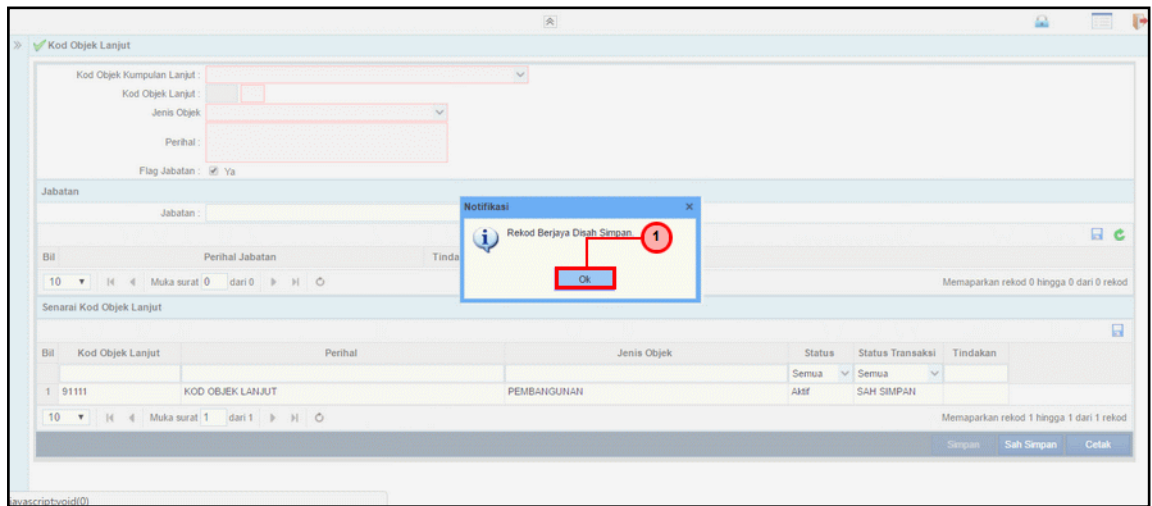 Kod Objek Lanjut
Kod Objek Kumpulan Lanjut :
Kod Objek Lanjut :
Jenis Objek
Perihal :
Flag Jabatan : Ya
Jabatan
Jabatan :
Notifikasi
Rekod Berjaya Disah Simpan.
1
Ok
Bil Perihal Jabatan Tinda
10 Muka surat 0 dari 0 Memaparkan rekod 0 hingga 0 dari 0 rekod
Senarai Kod Objek Lanjut
Bil Kod Objek Lanjut Perihal Jenis Objek Status Status Transaksi Tindakan
Semua Semua
1 91111 KOD OBJEK LANJUT PEMBANGUNAN Aktif SAH SIMPAN
10 Muka surat 1 dari 1 Memaparkan rekod 1 hingga 1 dari 1 rekod
Simpan Sah Simpan Cetak
javascript:void(0)